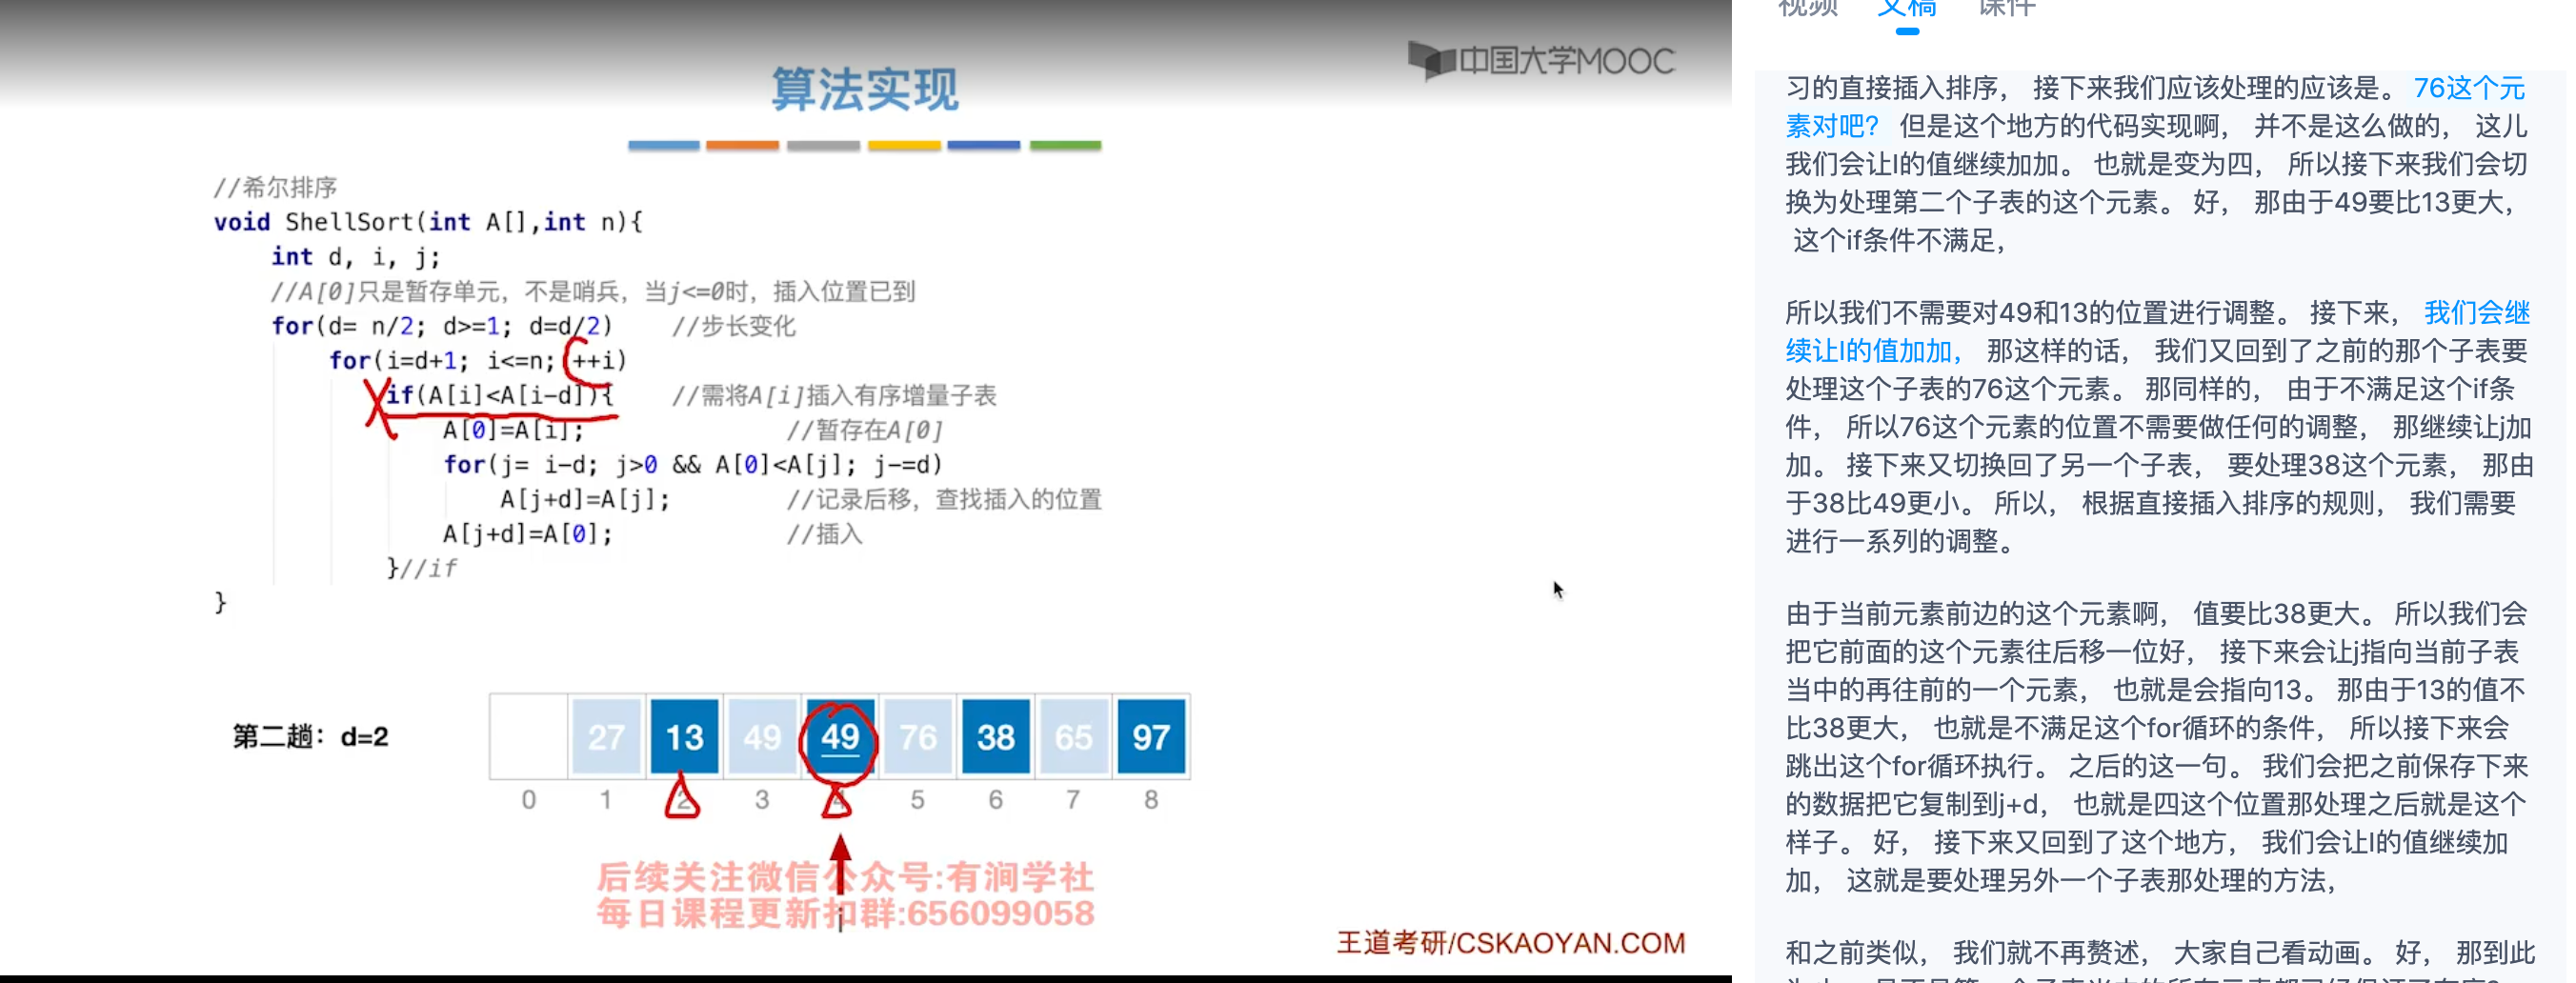 中国大学MOOC
算法实现
//希尔排序
void ShellSort(int A[],int n){
int d, i, j;
//A[0]只是暂存单元，不是哨兵，当j<=0时，插入位置已到
for(d= n/2; d>=1; d=d/2) //步长变化
for(i=d+1; i<=n; ++i)
if(A[i]<A[i-d]){ //需将A[i]插入有序增量子表
A[0]=A[i]; //暂存在A[0]
for(j= i-d; j>0 && A[0]<A[j]; j-=d)
A[j+d]=A[j]; //记录后移，查找插入的位置
A[j+d]=A[0]; //插入
}//if
}
第二趟：d=2
27 13 49 49 76 38 65 97
0 1 2 3 4 5 6 7 8
i
后续关注微信公众号:有涧学社
每日课程更新扣群:656099058
王道考研/CSKAOYAN.COM
视频 文稿 课件
习的直接插入排序， 接下来我们应该处理的应该是。 76这个元
素对吧？ 但是这个地方的代码实现啊， 并不是这么做的， 这儿
我们会让I的值继续加加。 也就是变为四， 所以接下来我们会切
换为处理第二个子表的这个元素。 好， 那由于49要比13更大，
这个if条件不满足，
所以我们不需要对49和13的位置进行调整。 接下来， 我们会继
续让I的值加加， 那这样的话， 我们又回到了之前的那个子表要
处理这个子表的76这个元素。 那同样的， 由于不满足这个if条
件， 所以76这个元素的位置不需要做任何的调整， 那继续让j加
加。 接下来又切换回了另一个子表， 要处理38这个元素， 那由
于38比49更小。 所以， 根据直接插入排序的规则， 我们需要
进行一系列的调整。
由于当前元素前边的这个元素啊， 值要比38更大。 所以我们会
把它前面的这个元素往后移一位好， 接下来会让j指向当前子表
当中的再往前的一个元素， 也就是会指向13。 那由于13的值不
比38更大， 也就是不满足这个for循环的条件， 所以接下来会
跳出这个for循环执行。 之后的这一句。 我们会把之前保存下来
的数据把它复制到j+d， 也就是四这个位置那处理之后就是这个
样子。 好， 接下来又回到了这个地方， 我们会让I的值继续加
加， 这就是要处理另外一个子表那处理的方法，
和之前类似， 我们就不再赘述， 大家自己看动画。 好， 那到此